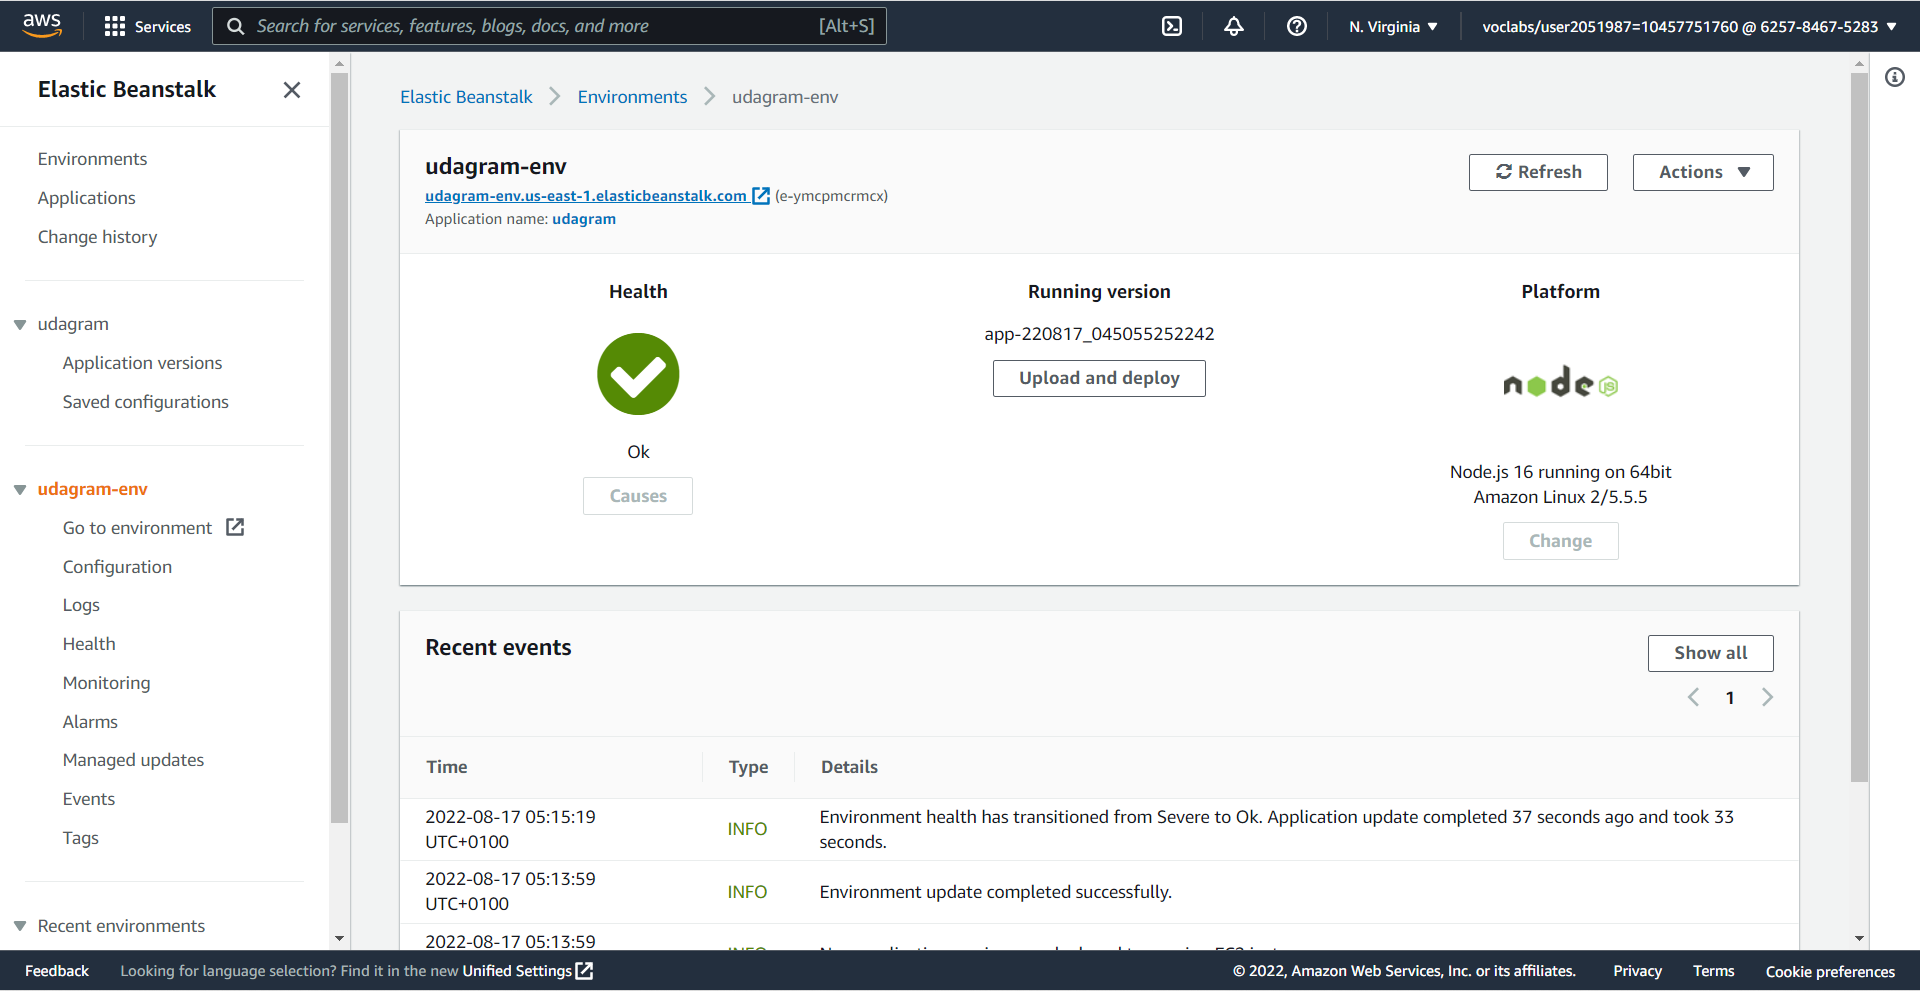 aws
Services
Search for services, features, blogs, docs, and more
[Alt+S]
N. Virginia
voclabs/user2051987=10457751760 @ 6257-8467-5283
Elastic Beanstalk
Environments
Applications
Change history
udagram
Application versions
Saved configurations
udagram-env
Go to environment
Configuration
Logs
Health
Monitoring
Alarms
Managed updates
Events
Tags
Recent environments
Elastic Beanstalk
Environments
udagram-env
udagram-env
udagram-env.us-east-1.elasticbeanstalk.com (e-ymcpmcrmcx)
Application name: udagram
Refresh
Actions
Health
Ok
Causes
Running version
app-220817_045055252242
Upload and deploy
Platform
node JS
Node.js 16 running on 64bit
Amazon Linux 2/5.5.5
Change
Recent events
Show all
1
Time Type Details
2022-08-17 05:15:19
UTC+0100
INFO
Environment health has transitioned from Severe to Ok. Application update completed 37 seconds ago and took 33
seconds.
2022-08-17 05:13:59
UTC+0100
INFO
Environment update completed successfully.
2022-08-17 05:13:59
Feedback
Looking for language selection? Find it in the new Unified Settings
© 2022, Amazon Web Services, Inc. or its affiliates.
Privacy
Terms
Cookie preferences